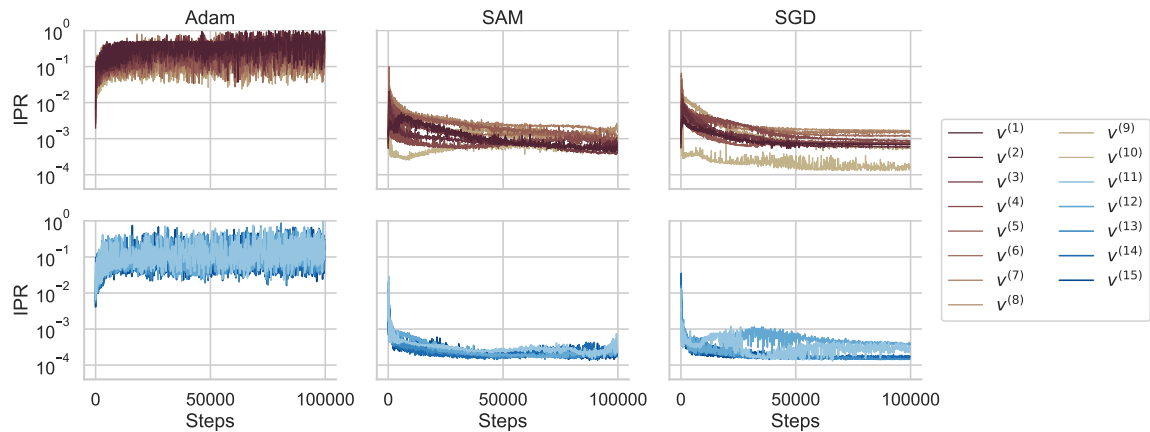 Adam
SAM
SGD
IPR
10^0
10^-1
10^-2
10^-3
10^-4
IPR
10^0
10^-1
10^-2
10^-3
10^-4
0 50000 100000
0 50000 100000
0 50000 100000
Steps
Steps
Steps
v^(1) v^(9)
v^(2) v^(10)
v^(3) v^(11)
v^(4) v^(12)
v^(5) v^(13)
v^(6) v^(14)
v^(7) v^(15)
v^(8)